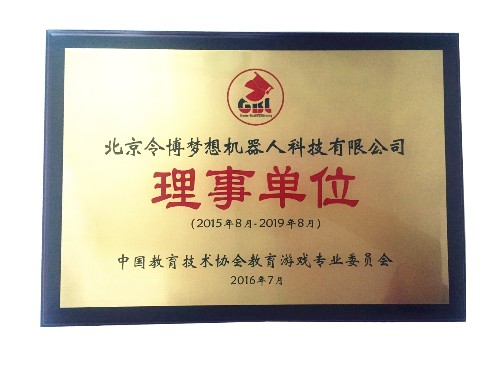 GBL
北京令博梦想机器人科技有限公司
理事单位
(2015年8月-2019年8月)
中国教育技术协会教育游戏专业委员会
2016年7月